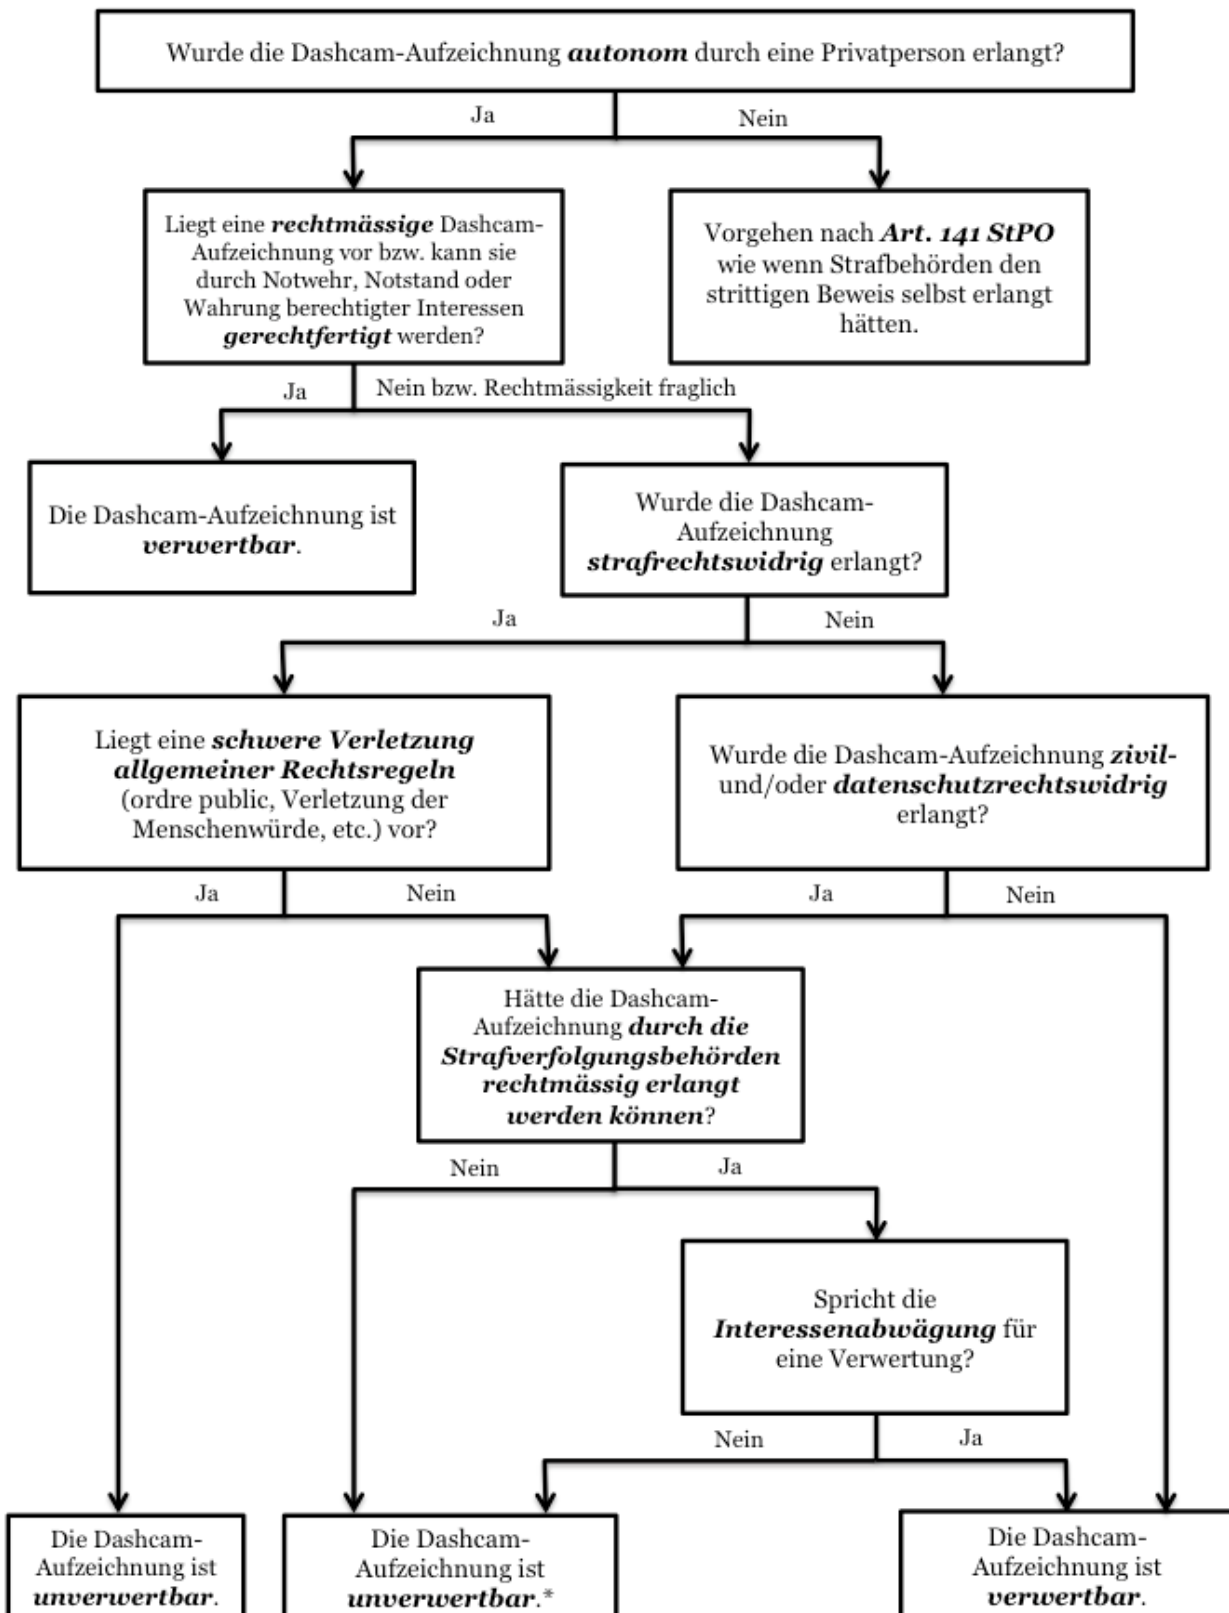 Wurde die Dashcam-Aufzeichnung autonom durch eine Privatperson erlangt?
Ja
Nein
Liegt eine rechtmässige Dashcam-
Aufzeichnung vor bzw. kann sie
durch Notwehr, Notstand oder
Wahrung berechtigter Interessen
gerechtfertigt werden?
Vorgehen nach Art. 141 StPO
wie wenn Strafbehörden den
strittigen Beweis selbst erlangt
hätten.
Ja
Nein bzw. Rechtmässigkeit fraglich
Die Dashcam-Aufzeichnung ist
verwertbar.
Wurde die Dashcam-
Aufzeichnung
strafrechtswidrig erlangt?
Ja
Nein
Liegt eine schwere Verletzung
allgemeiner Rechtsregeln
(ordre public, Verletzung der
Menschenwürde, etc.) vor?
Wurde die Dashcam-Aufzeichnung zivil-
und/oder datenschutzrechtswidrig
erlangt?
Ja
Nein
Ja
Nein
Hätte die Dashcam-
Aufzeichnung durch die
Strafverfolgungsbehörden
rechtmässig erlangt
werden können?
Nein
Ja
Spricht die
Interessenabwägung für
eine Verwertung?
Nein
Ja
Die Dashcam-
Aufzeichnung ist
unverwertbar.
Die Dashcam-
Aufzeichnung ist
unverwertbar.*
Die Dashcam-
Aufzeichnung ist
verwertbar.